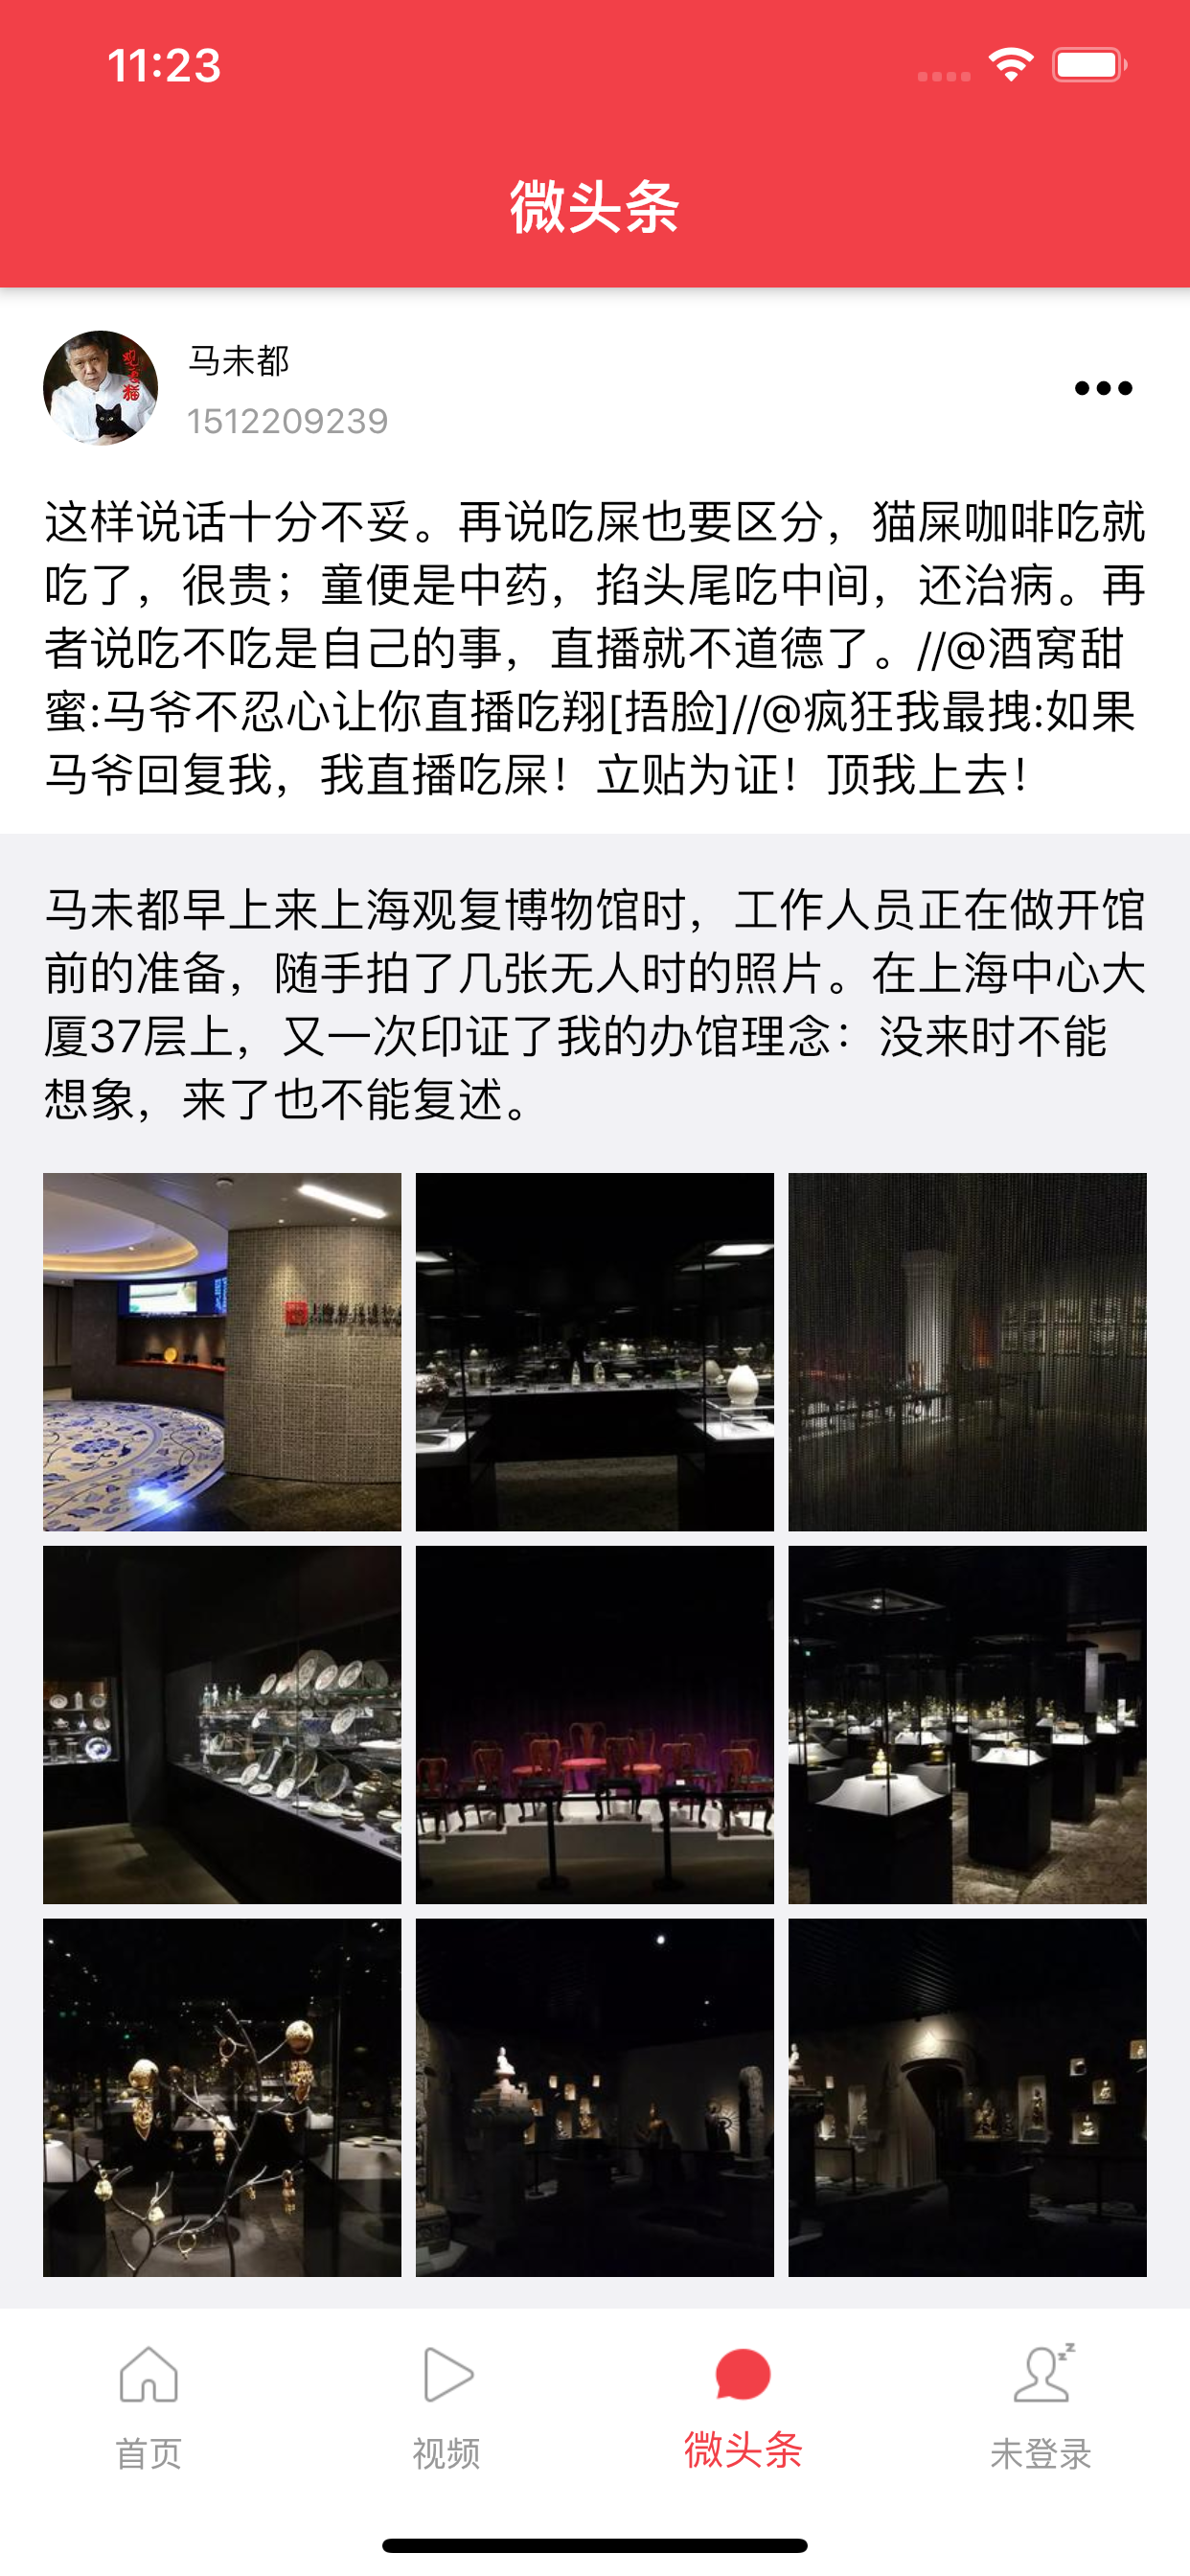 11:23
微头条
观复猫
马未都
1512209239
这样说话十分不妥。再说吃屎也要区分，猫屎咖啡吃就
吃了，很贵；童便是中药，掐头尾吃中间，还治病。再
者说吃不吃是自己的事，直播就不道德了。//@酒窝甜
蜜:马爷不忍心让你直播吃翔[捂脸]//@疯狂我最拽:如果
马爷回复我，我直播吃屎！立贴为证！顶我上去！
马未都早上来上海观复博物馆时，工作人员正在做开馆
前的准备，随手拍了几张无人时的照片。在上海中心大
厦37层上，又一次印证了我的办馆理念：没来时不能
想象，来了也不能复述。
上海观复博物
首页
视频
微头条
未登录